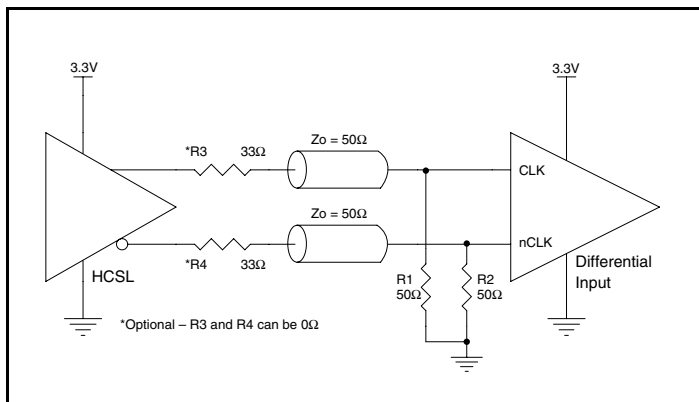 3.3V
3.3V
*R3
33Ω
Zo = 50Ω
CLK
Zo = 50Ω
nCLK
HCSL
*R4
33Ω
R1
50Ω
R2
50Ω
Differential
Input
*Optional – R3 and R4 can be 0Ω